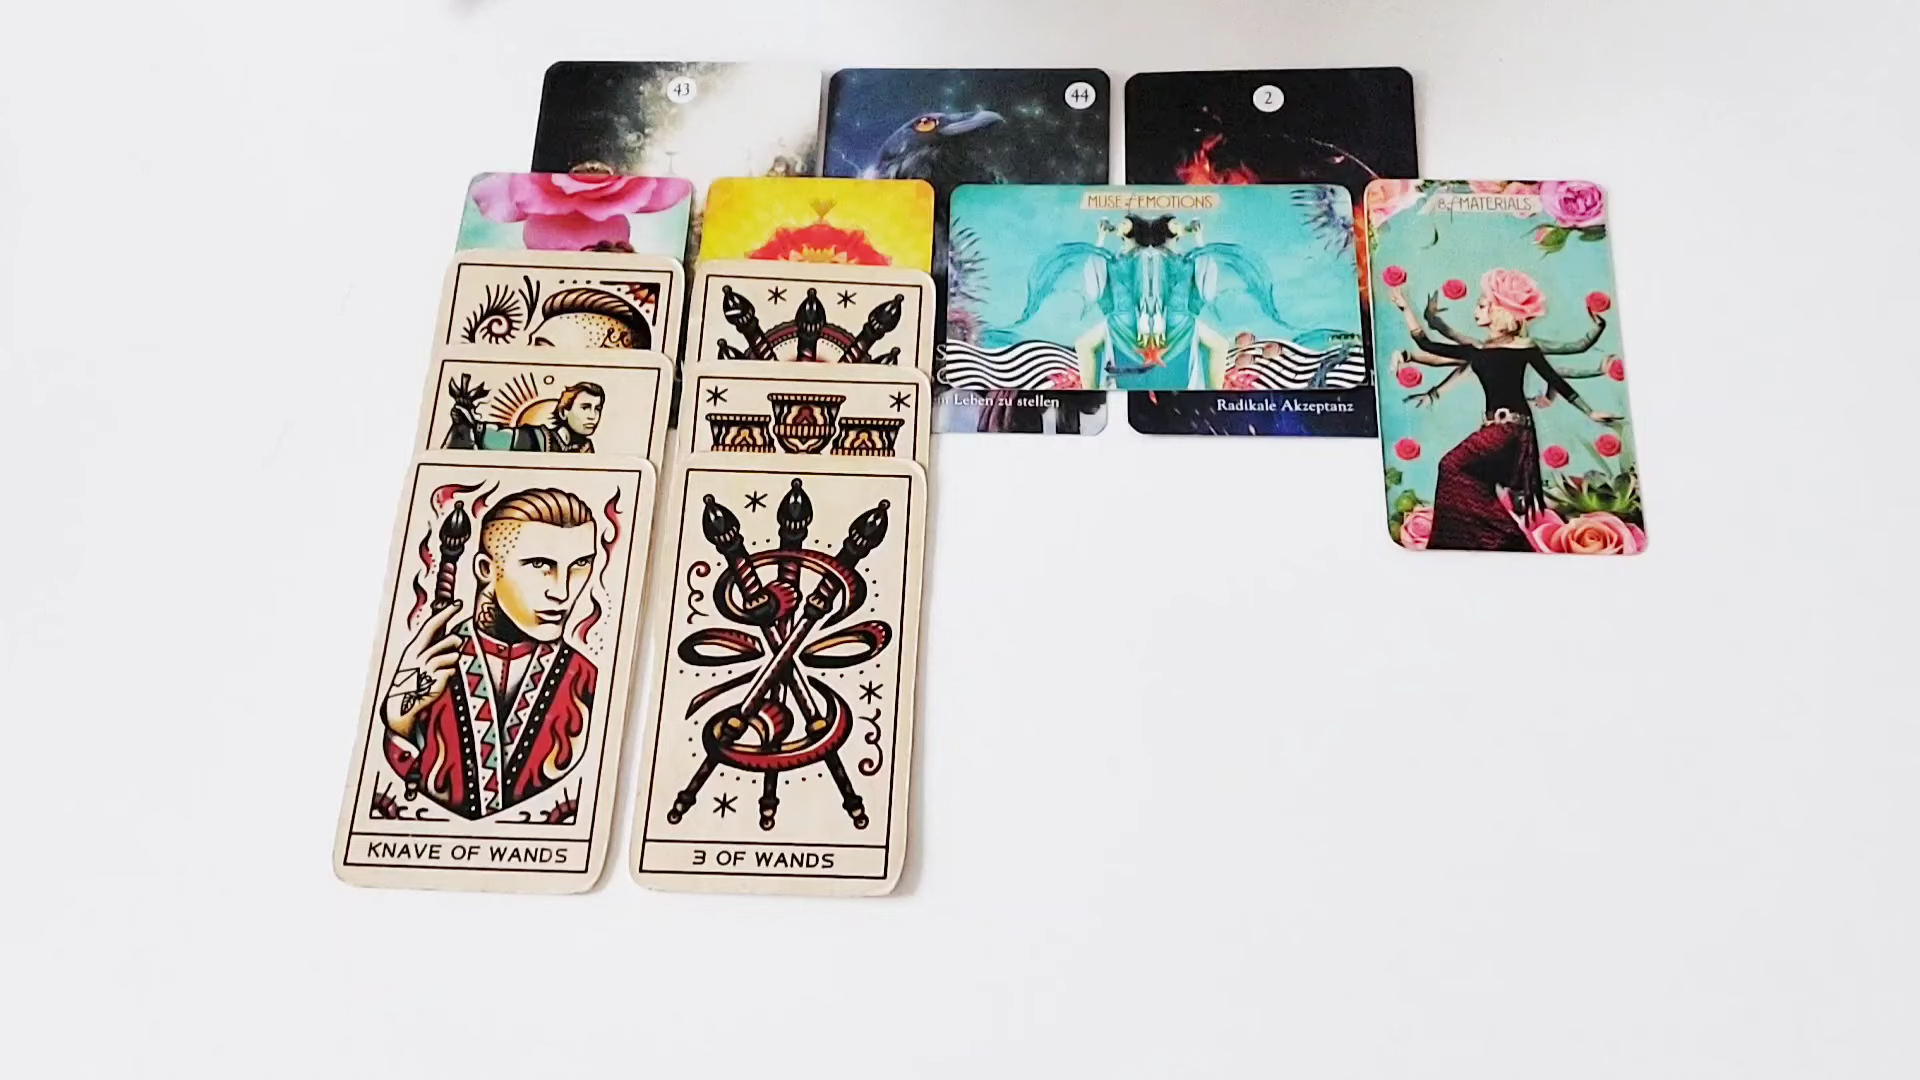 43
44
2
MUSE of EMOTIONS
8 of MATERIALS
Leben zu stellen
Radikale Akzeptanz
KNAVE OF WANDS
3 OF WANDS